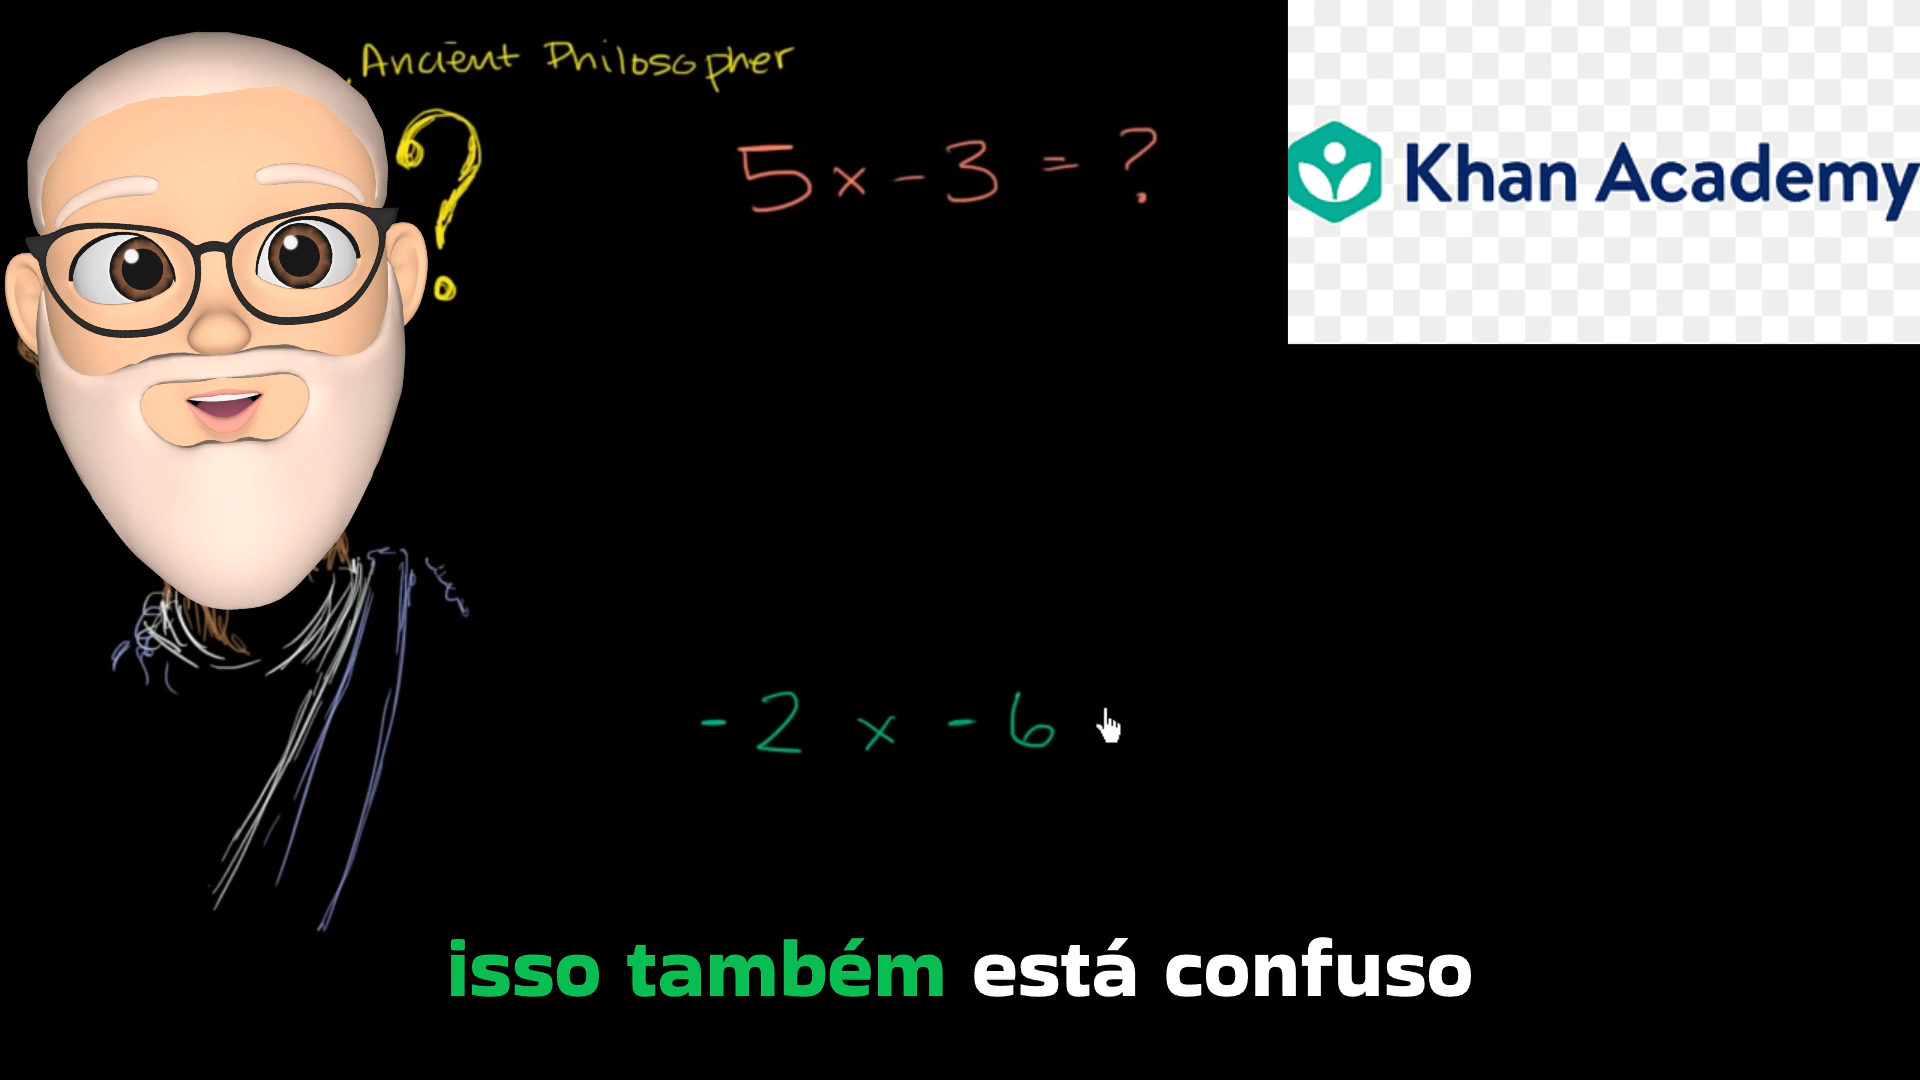 Ancient Philosopher
?
5 x - 3 = ?
Khan Academy
- 2 x - 6
isso também está confuso